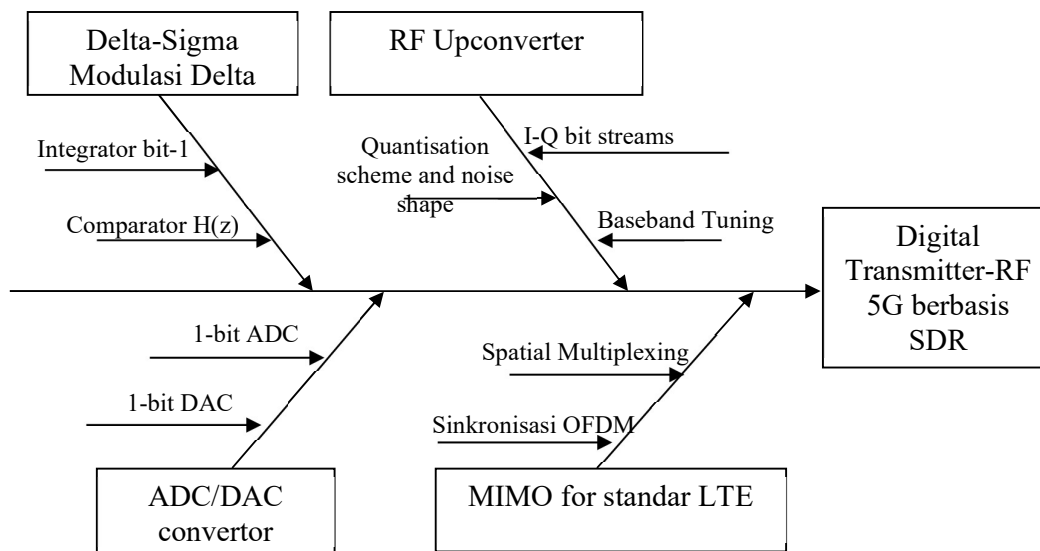 Delta-Sigma
Modulasi Delta
RF Upconverter
Integrator bit-1
Comparator H(z)
I-Q bit streams
Quantisation
scheme and noise
shape
Baseband Tuning
Digital
Transmitter-RF
5G berbasis
SDR
1-bit ADC
1-bit DAC
Spatial Multiplexing
Sinkronisasi OFDM
ADC/DAC
convertor
MIMO for standar LTE